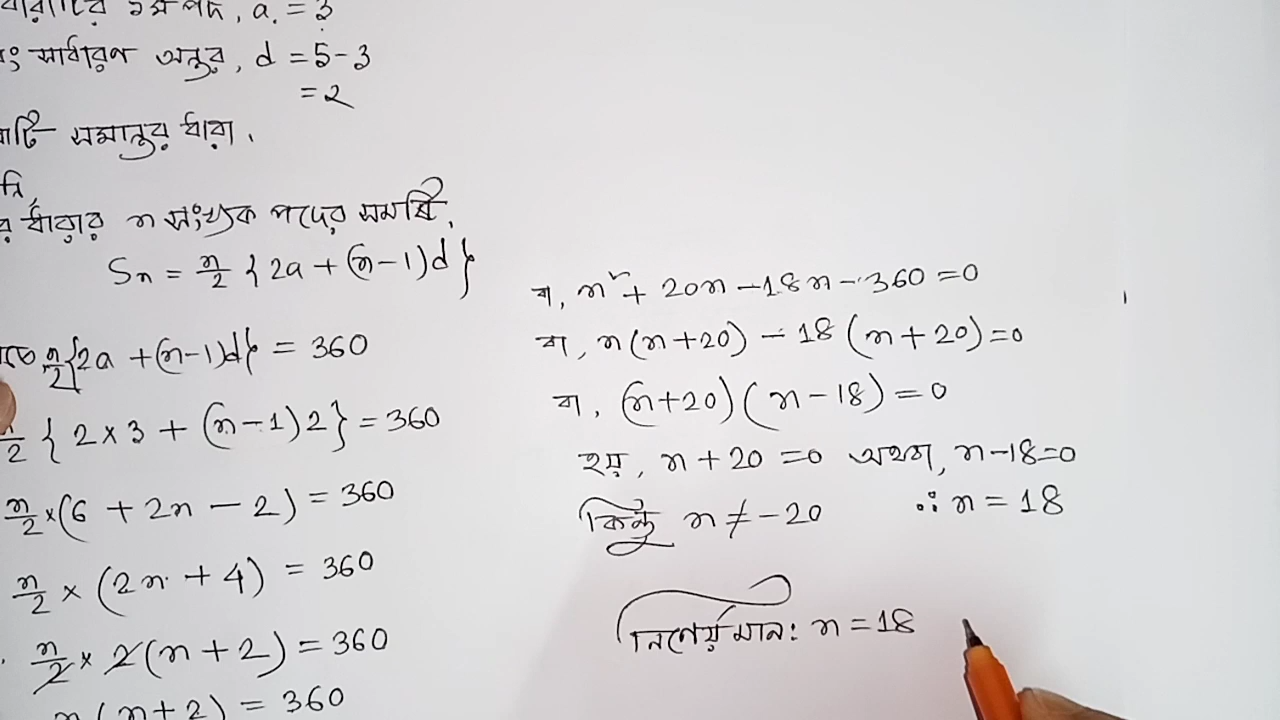 ১ম পদ, a = 3
সাধারণ অন্তর, d = 5-3
= 2
সমান্তর ধারা.
ধারার n সংখ্যক পদের সমষ্টি,
Sn = n/2 {2a + (n-1)d}
n/2{2a + (n-1)d} = 360
n/2 {2×3 + (n-1)2} = 360
n/2 × (6 + 2n - 2) = 360
n/2 × (2n + 4) = 360
n/2 × 2(n+2) = 360
n(n+2) = 360
বা, n² + 20n - 18n - 360 = 0
বা, n(n+20) - 18(n+20) = 0
বা, (n+20)(n-18) = 0
হয়, n + 20 = 0 অথবা, n-18=0
কিন্তু n ≠ -20 ∴ n = 18
নির্ণেয় মান: n = 18